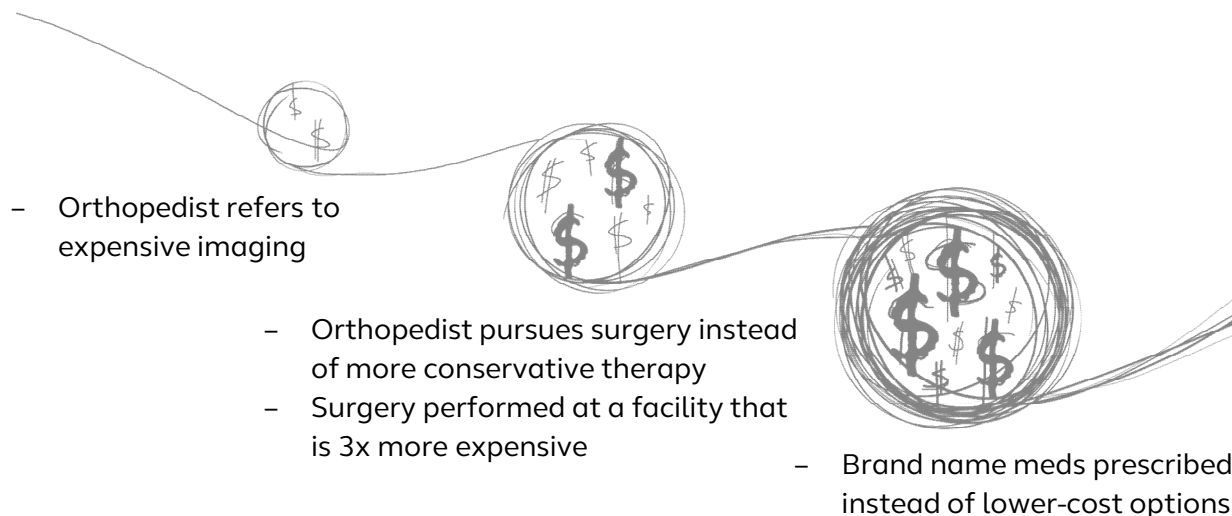 – Orthopedist refers to
expensive imaging
– Orthopedist pursues surgery instead
of more conservative therapy
– Surgery performed at a facility that
is 3x more expensive
– Brand name meds prescribed
instead of lower-cost options